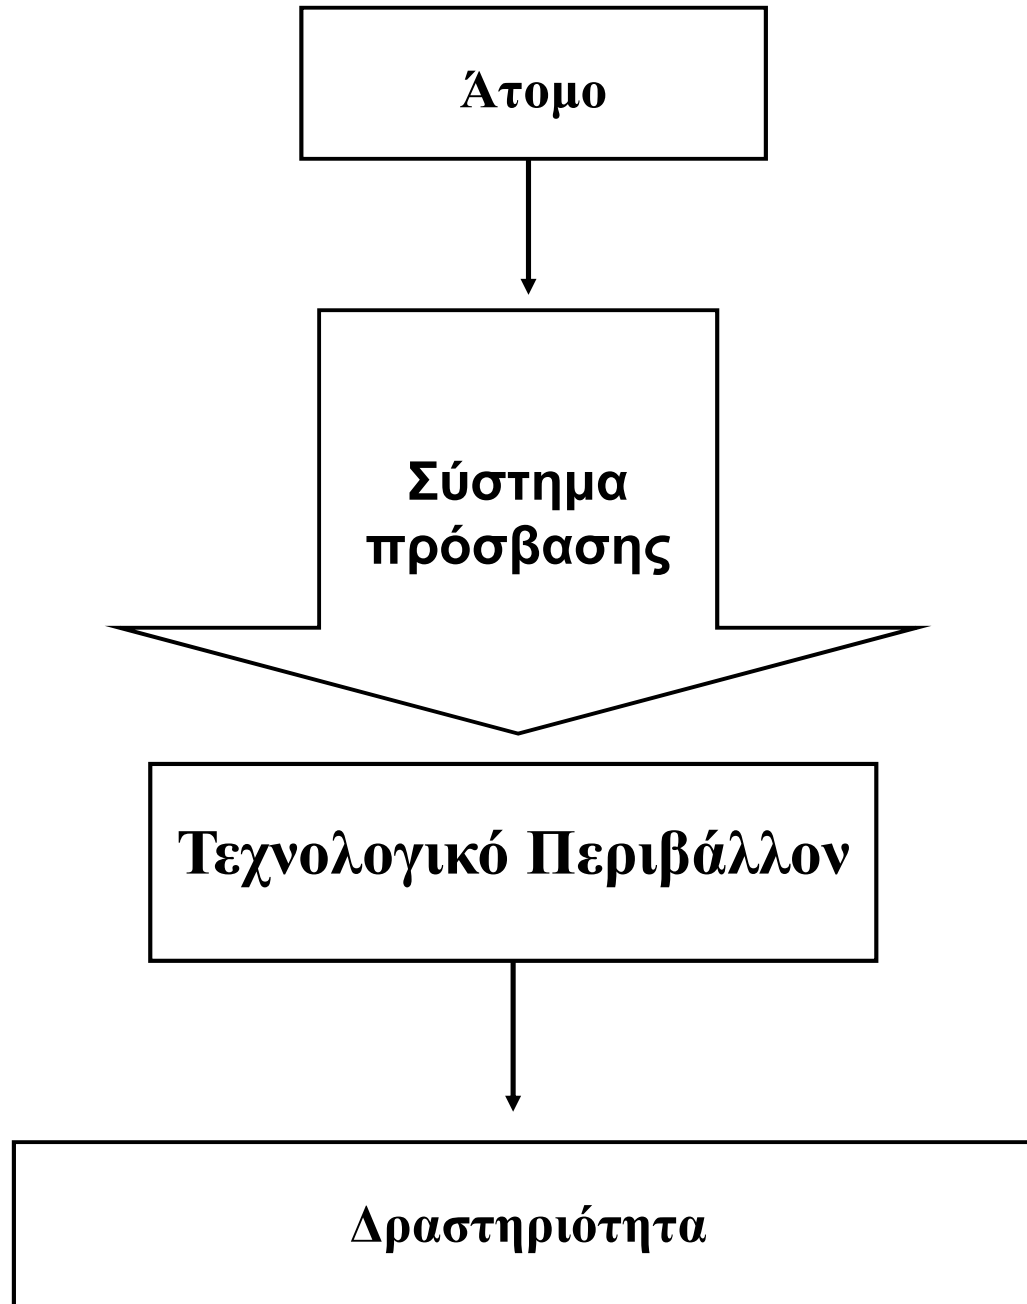 Άτομο
Σύστημα
πρόσβασης
Τεχνολογικό Περιβάλλον
Δραστηριότητα